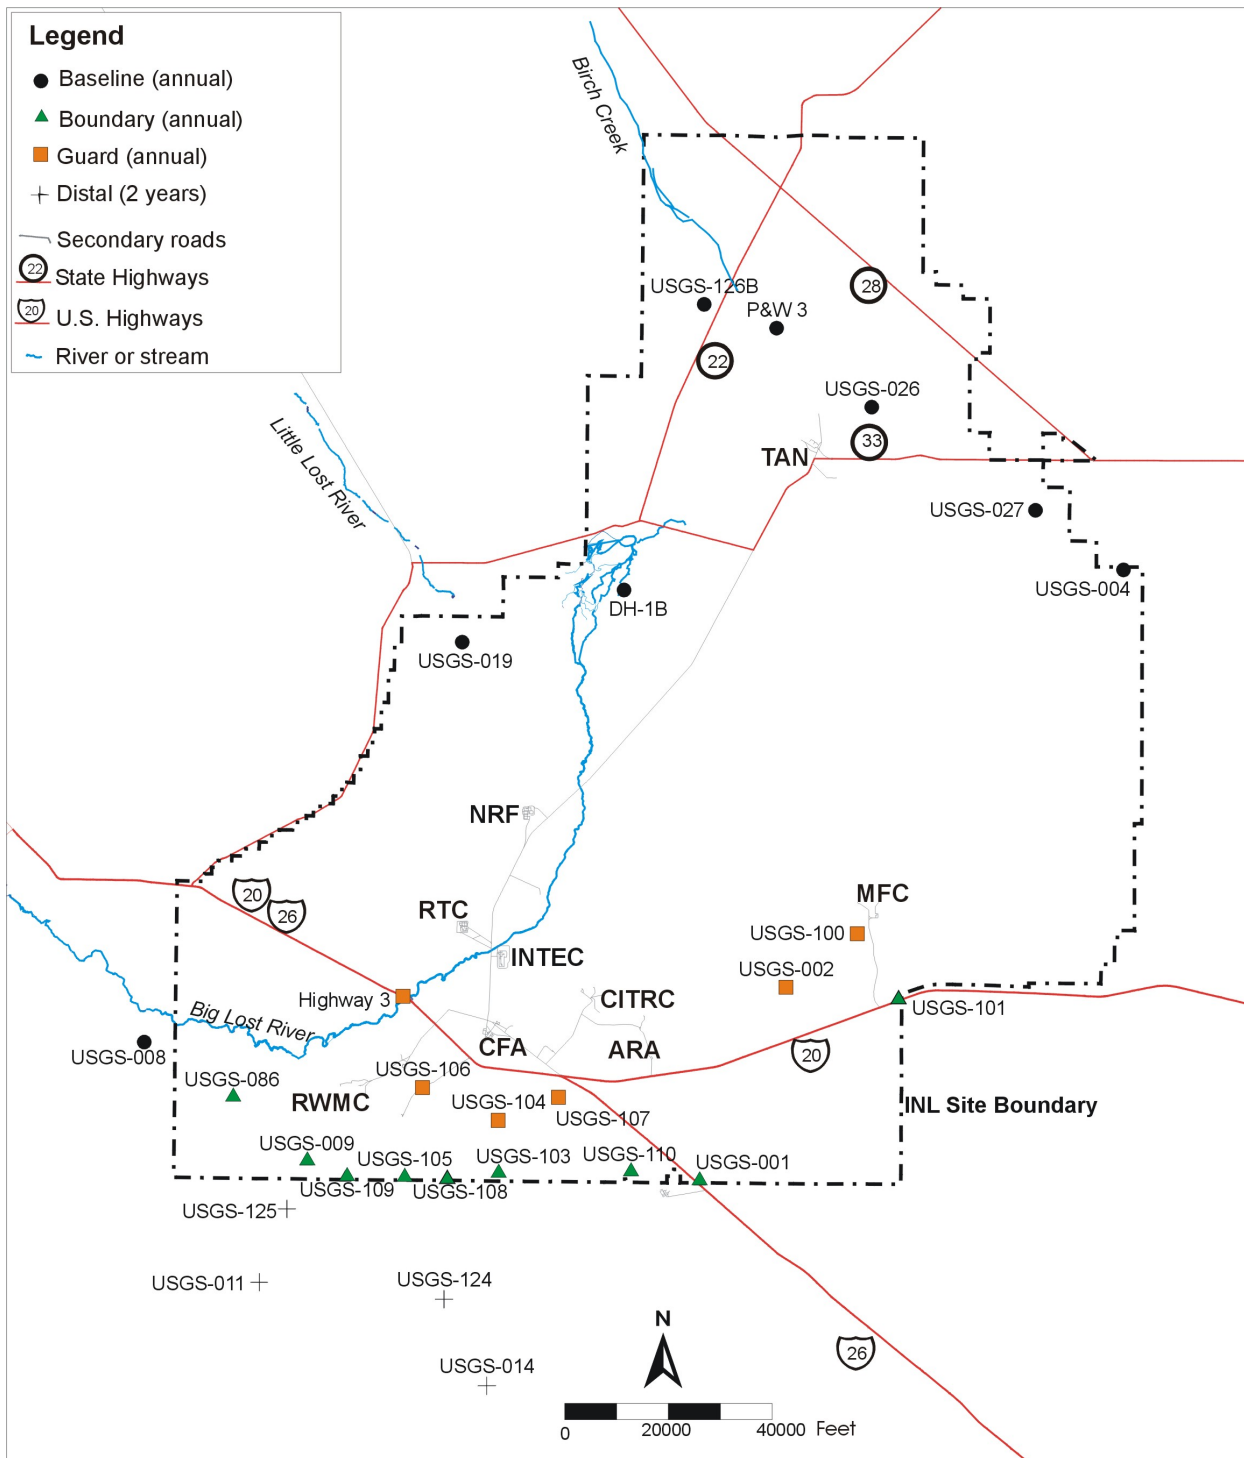 Legend
Baseline (annual)
Boundary (annual)
Guard (annual)
Distal (2 years)
Secondary roads
22
State Highways
20
U.S. Highways
River or stream
Birch Creek
USGS-126B
28
P&W 3
22
USGS-026
33
TAN
Little Lost River
USGS-027
USGS-004
DH-1B
USGS-019
NRF
20
26
MFC
RTC
USGS-100
INTEC
USGS-002
Highway 3
CITRC
USGS-101
Big Lost River
USGS-008
CFA
ARA
20
USGS-106
USGS-086
RWMC
USGS-104
INL Site Boundary
USGS-107
USGS-009
USGS-105
USGS-103
USGS-110
USGS-001
USGS-109
USGS-108
USGS-125
USGS-011
USGS-124
N
26
USGS-014
0
20000
40000
Feet